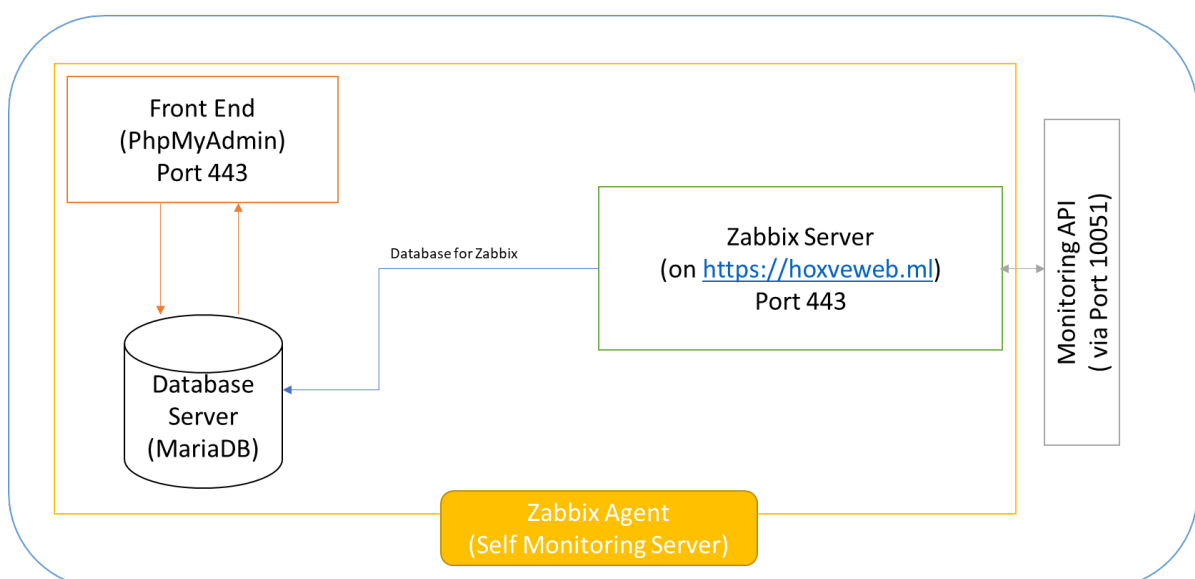 Front End
(PhpMyAdmin)
Port 443
Database for Zabbix
Zabbix Server
(on https://hoxveweb.ml)
Port 443
Monitoring API
( via Port 10051)
Database
Server
(MariaDB)
Zabbix Agent
(Self Monitoring Server)